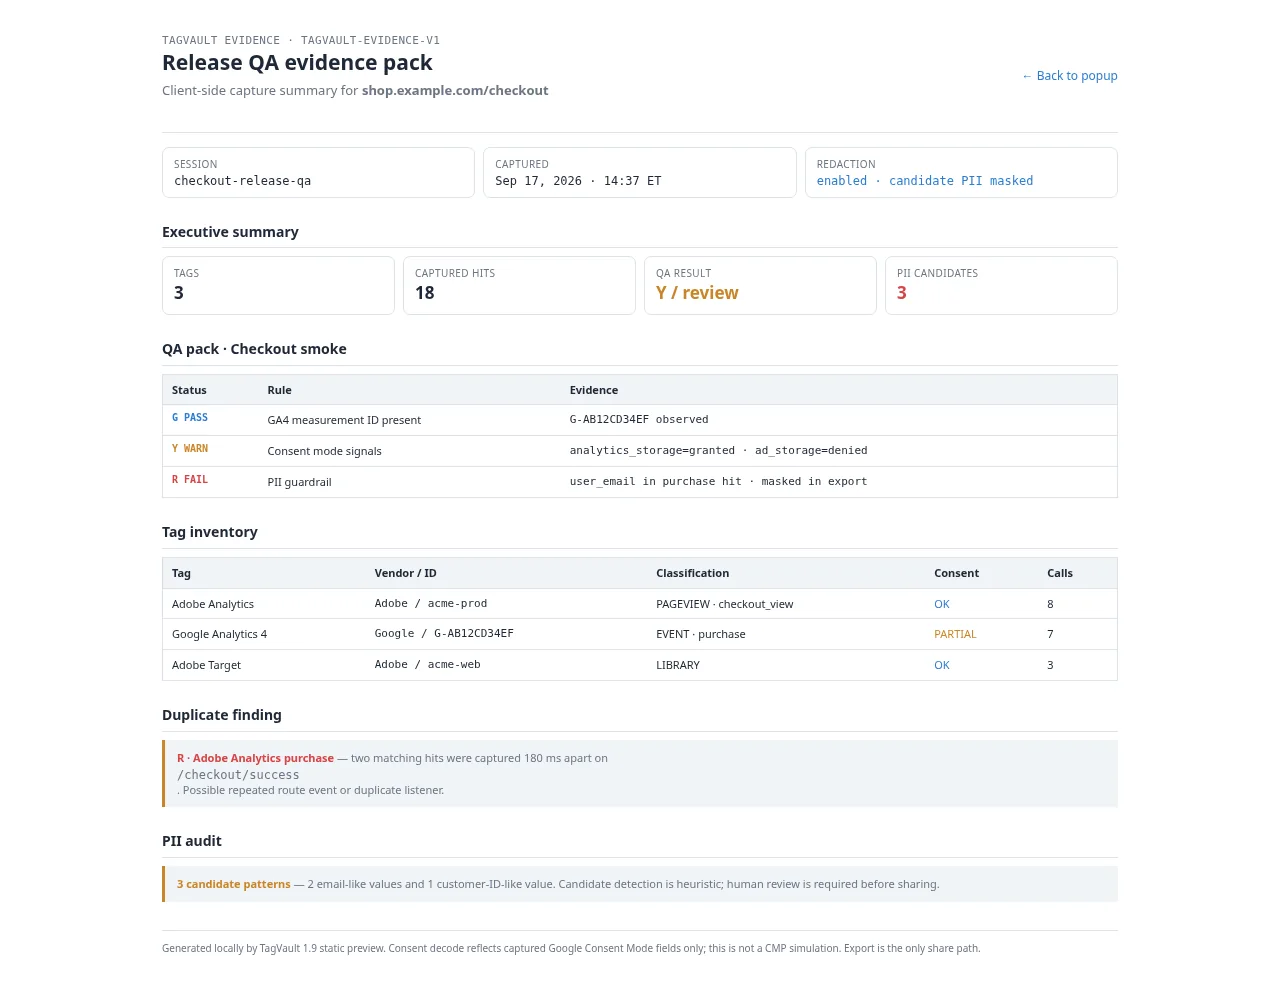 TAGVAULT EVIDENCE · TAGVAULT-EVIDENCE-V1
Release QA evidence pack
← Back to popup
Client-side capture summary for shop.example.com/checkout
SESSION
checkout-release-qa
CAPTURED
Sep 17, 2026 · 14:37 ET
REDACTION
enabled · candidate PII masked
Executive summary
TAGS
3
CAPTURED HITS
18
QA RESULT
Y / review
PII CANDIDATES
3
QA pack · Checkout smoke
Status Rule Evidence
G PASS GA4 measurement ID present G-AB12CD34EF observed
Y WARN Consent mode signals analytics_storage=granted · ad_storage=denied
R FAIL PII guardrail user_email in purchase hit · masked in export
Tag inventory
Tag Vendor / ID Classification Consent Calls
Adobe Analytics Adobe / acme-prod PAGEVIEW · checkout_view OK 8
Google Analytics 4 Google / G-AB12CD34EF EVENT · purchase PARTIAL 7
Adobe Target Adobe / acme-web LIBRARY OK 3
Duplicate finding
R · Adobe Analytics purchase — two matching hits were captured 180 ms apart on
/checkout/success
. Possible repeated route event or duplicate listener.
PII audit
3 candidate patterns — 2 email-like values and 1 customer-ID-like value. Candidate detection is heuristic; human review is required before sharing.
Generated locally by TagVault 1.9 static preview. Consent decode reflects captured Google Consent Mode fields only; this is not a CMP simulation. Export is the only share path.